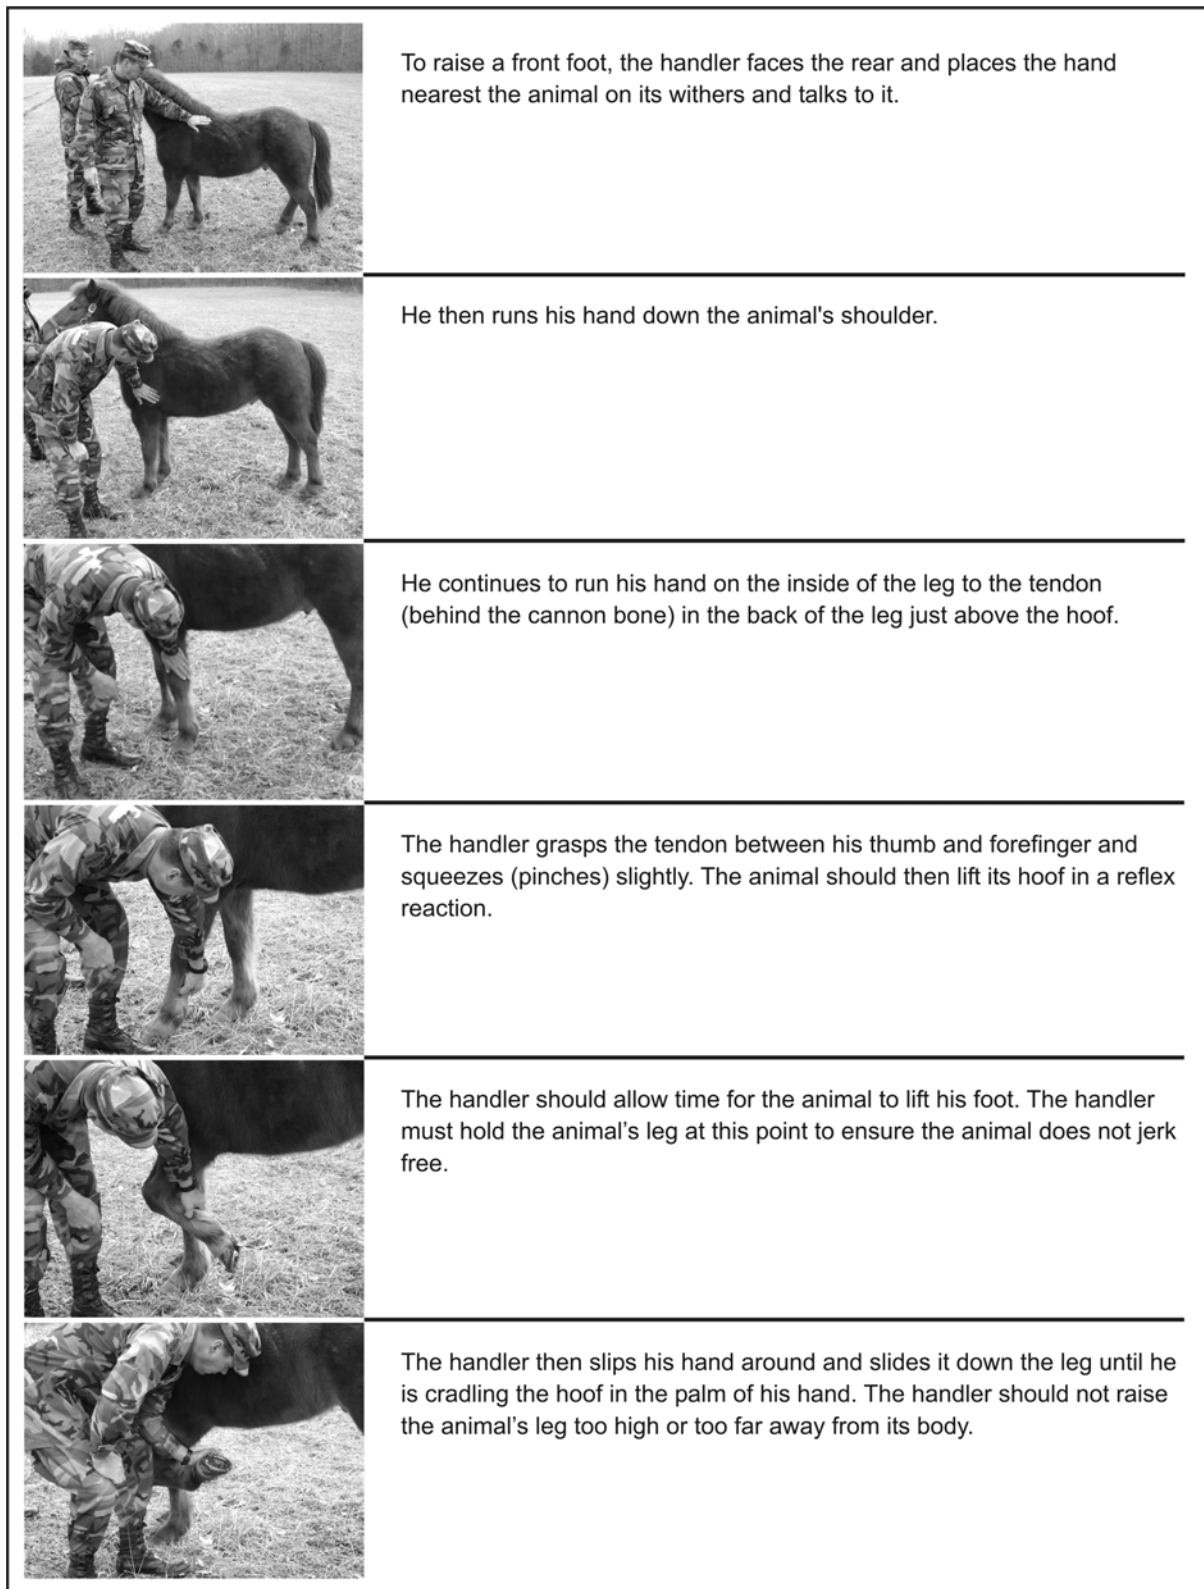 To raise a front foot, the handler faces the rear and places the hand
nearest the animal on its withers and talks to it.
He then runs his hand down the animal's shoulder.
He continues to run his hand on the inside of the leg to the tendon
(behind the cannon bone) in the back of the leg just above the hoof.
The handler grasps the tendon between his thumb and forefinger and
squeezes (pinches) slightly. The animal should then lift its hoof in a reflex
reaction.
The handler should allow time for the animal to lift his foot. The handler
must hold the animal’s leg at this point to ensure the animal does not jerk
free.
The handler then slips his hand around and slides it down the leg until he
is cradling the hoof in the palm of his hand. The handler should not raise
the animal’s leg too high or too far away from its body.